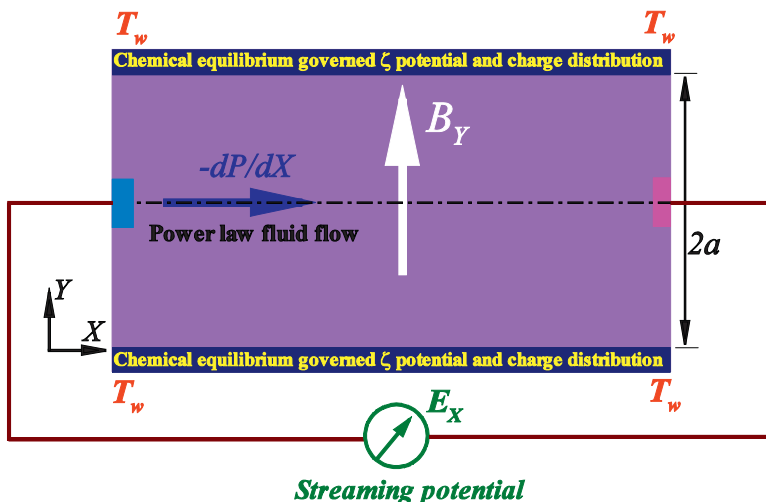 T_w T_w
Chemical equilibrium governed ζ potential and charge distribution
B_Y
-dP/dX
Power law fluid flow
2a
Y
X
Chemical equilibrium governed ζ potential and charge distribution
T_w T_w
E_X
Streaming potential